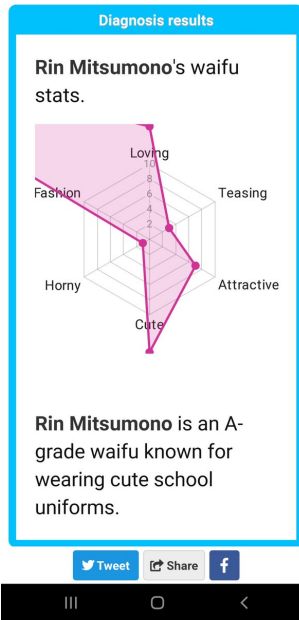 Diagnosis results
Rin Mitsumono's waifu
stats.
Loving
10
8
Fashion
6
Teasing
4
2
Horny
Attractive
Cute
Rin Mitsumono is an A-
grade waifu known for
wearing cute school
uniforms.
Tweet
Share
f